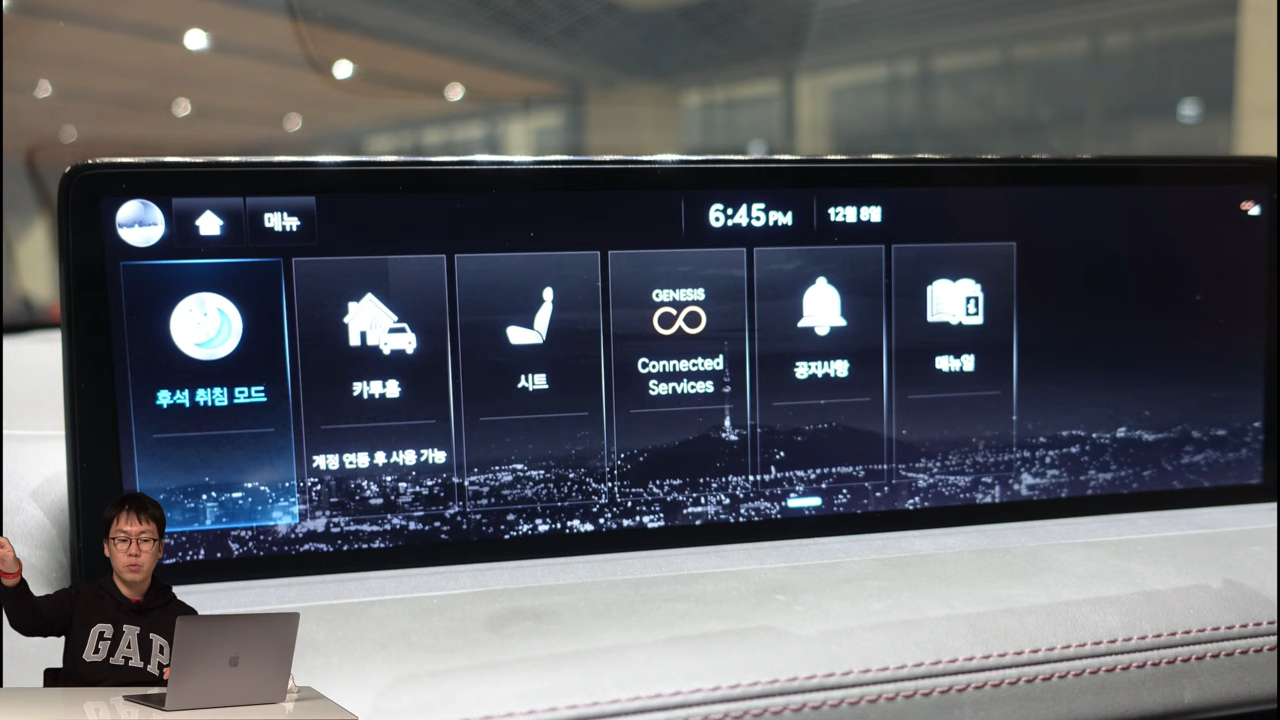 메뉴
6:45PM
12월 8일
후석 취침 모드
카투홈
계정 연동 후 사용 가능
시트
GENESIS
Connected
Services
공지사항
매뉴얼
GAP